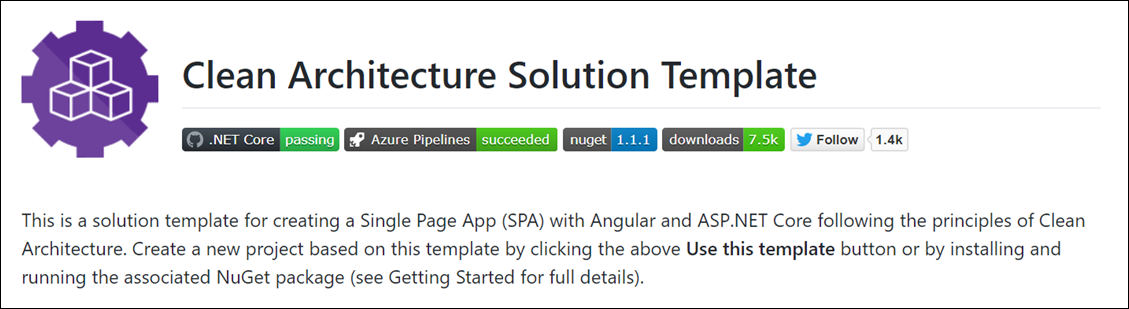 Clean Architecture Solution Template
.NET Core passing Azure Pipelines succeeded nuget 1.1.1 downloads 7.5k Follow 1.4k
This is a solution template for creating a Single Page App (SPA) with Angular and ASP.NET Core following the principles of Clean
Architecture. Create a new project based on this template by clicking the above Use this template button or by installing and
running the associated NuGet package (see Getting Started for full details).